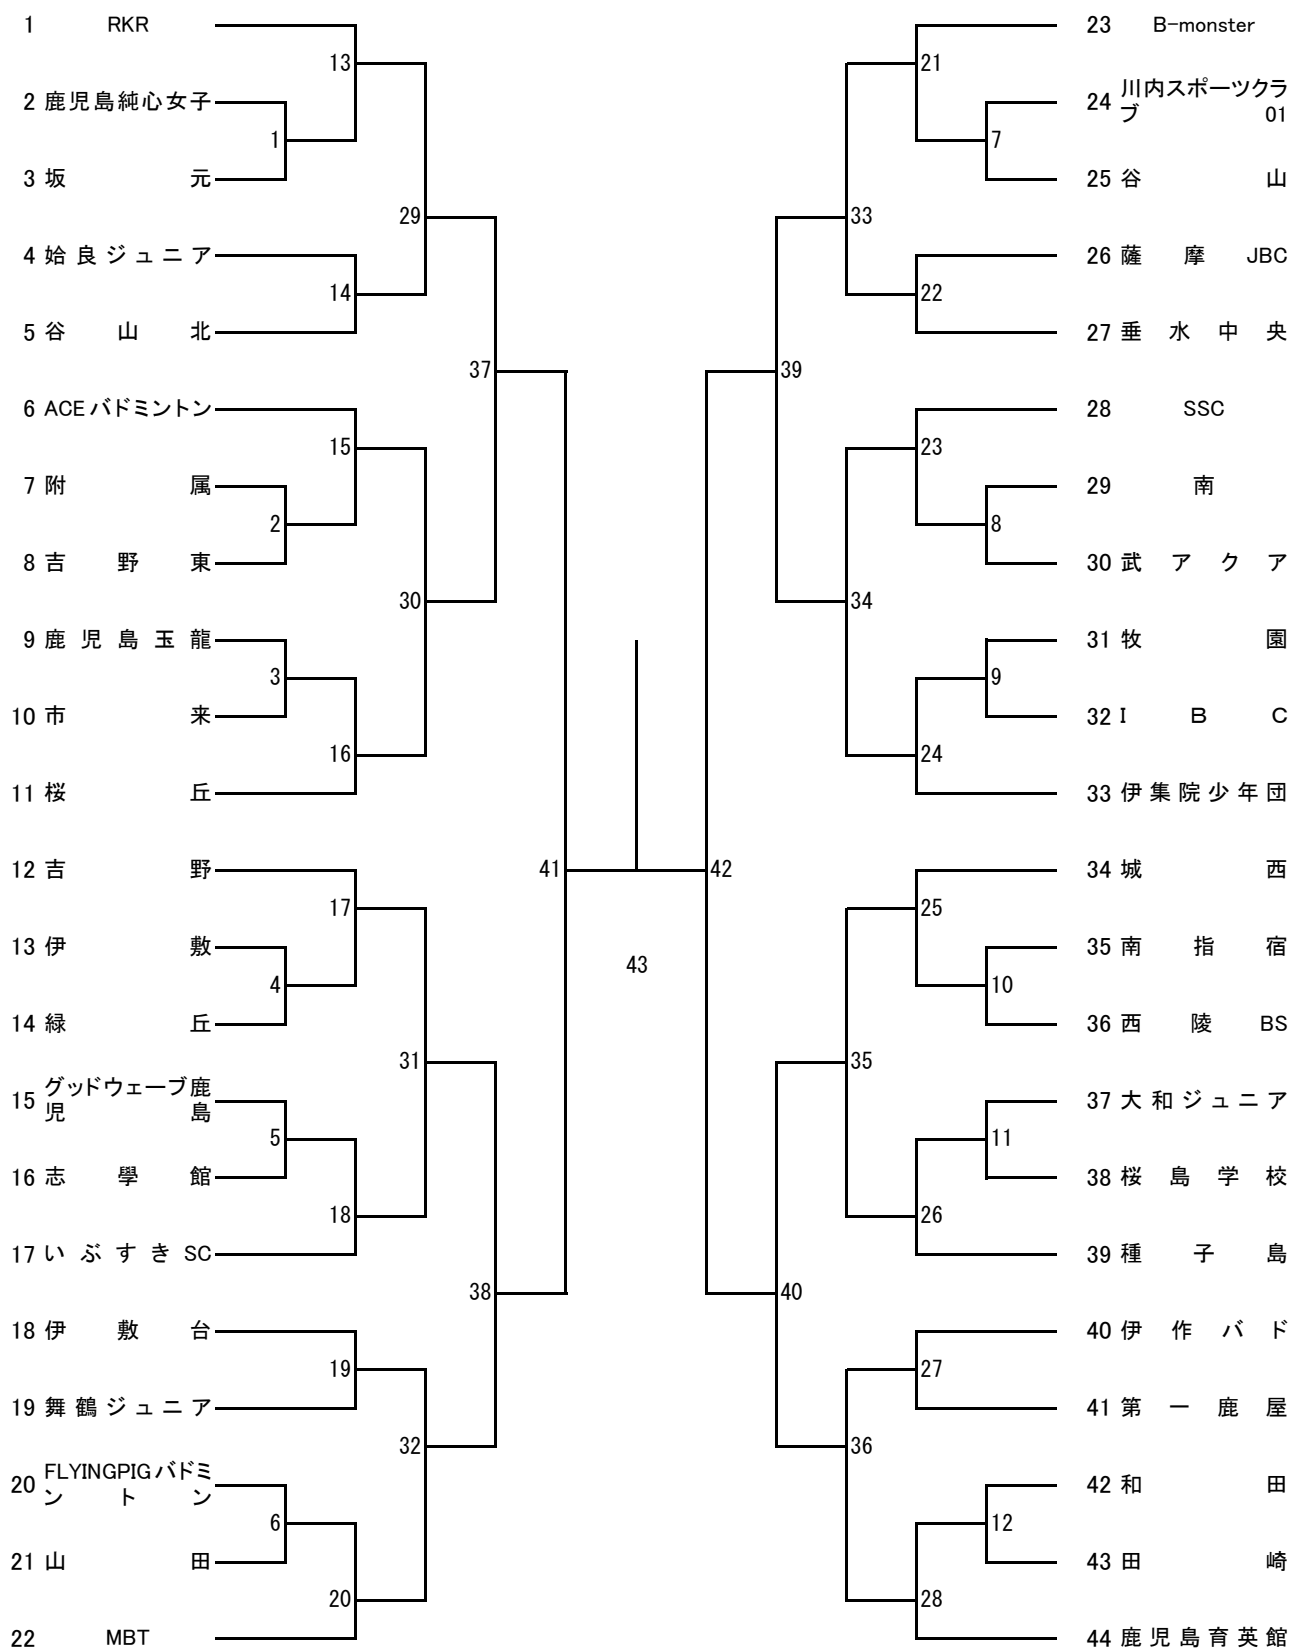 1 RKR
2 鹿児島純心女子
3 坂元
4 姶良ジュニア
5 谷山北
6 ACEバドミントン
7 附属
8 吉野東
9 鹿児島玉龍
10 市来
11 桜丘
12 吉野
13 伊敷
14 緑丘
15 グッドウェーブ鹿
児島
16 志學館
17 いぶすきSC
18 伊敷台
19 舞鶴ジュニア
20 FLYINGPIGバドミ
ントン
21 山田
22 MBT
1
2
3
4
5
6
13
14
15
16
17
18
19
20
29
30
31
32
37
38
41
43
42
39
40
33
34
35
36
21
22
23
24
25
26
27
28
7
8
9
10
11
12
23 B-monster
24 川内スポーツクラ
ブ 01
25 谷山
26 薩摩JBC
27 垂水中央
28 SSC
29 南
30 武アクア
31 牧園
32 I B C
33 伊集院少年団
34 城西
35 南指宿
36 西陵BS
37 大和ジュニア
38 桜島学校
39 種子島
40 伊作バド
41 第一鹿屋
42 和田
43 田崎
44 鹿児島育英館